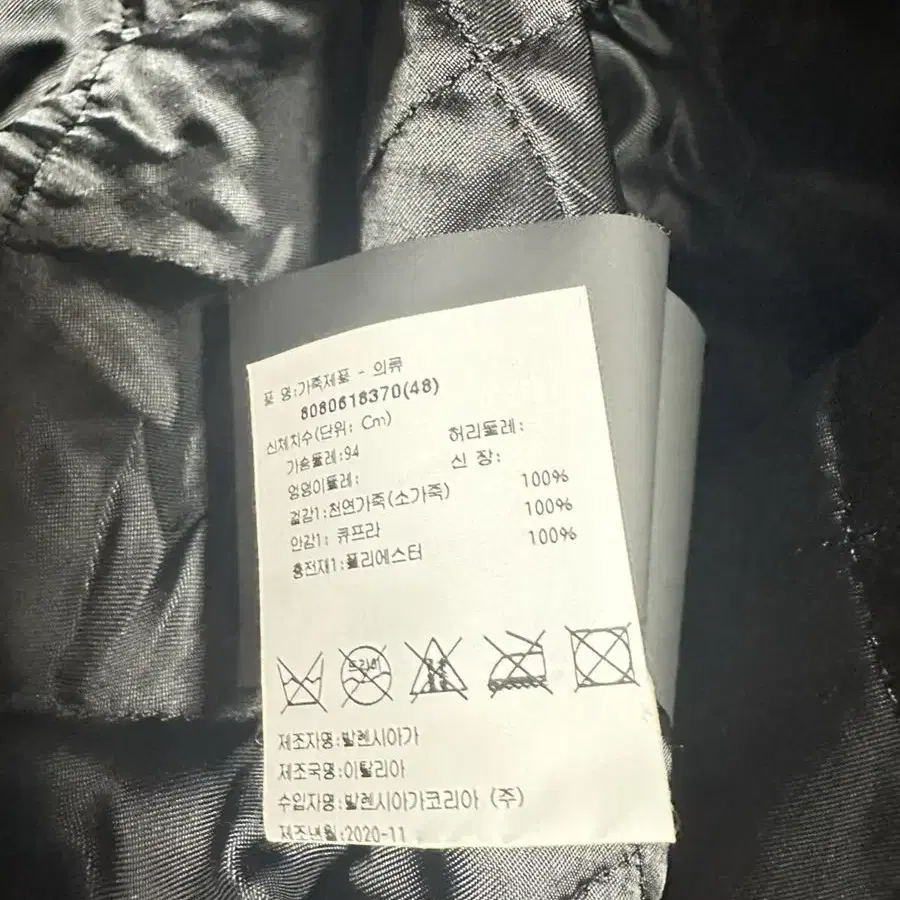 품 명:가죽제품 - 의류
8080618370(48)
신체치수(단위: Cm)
가슴둘레:94 허리둘레:
엉덩이둘레: 신 장:
겉감1:천연가죽(소가죽) 100%
안감1: 큐프라 100%
충전재1:폴리에스터 100%
드라이
제조자명:발렌시아가
제조국명:이탈리아
수입자명:발렌시아가코리아 (주)
제조년월:2020-11